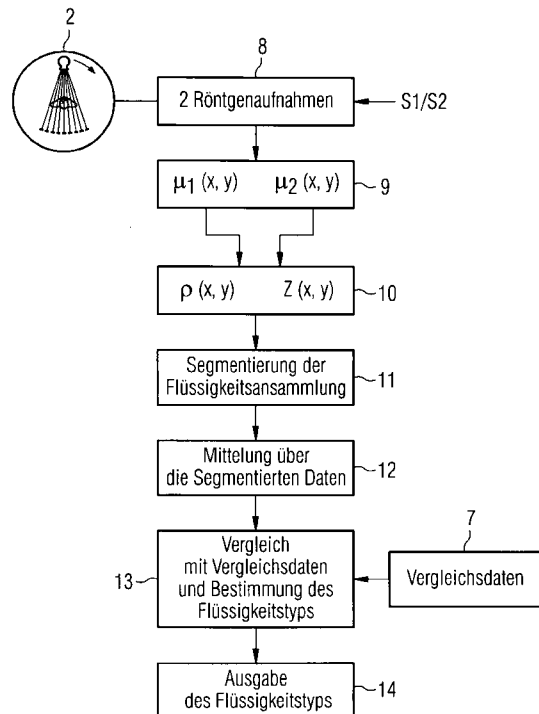 2
8
2 Röntgenaufnahmen
S1/S2
μ1 (x, y) μ2 (x, y)
9
ρ (x, y) Z (x, y)
10
Segmentierung der
Flüssigkeitsansammlung
11
Mittelung über
die Segmentierten Daten
12
7
Vergleich
mit Vergleichsdaten
und Bestimmung des
Flüssigkeitstyps
13
Vergleichsdaten
Ausgabe
des Flüssigkeitstyps
14